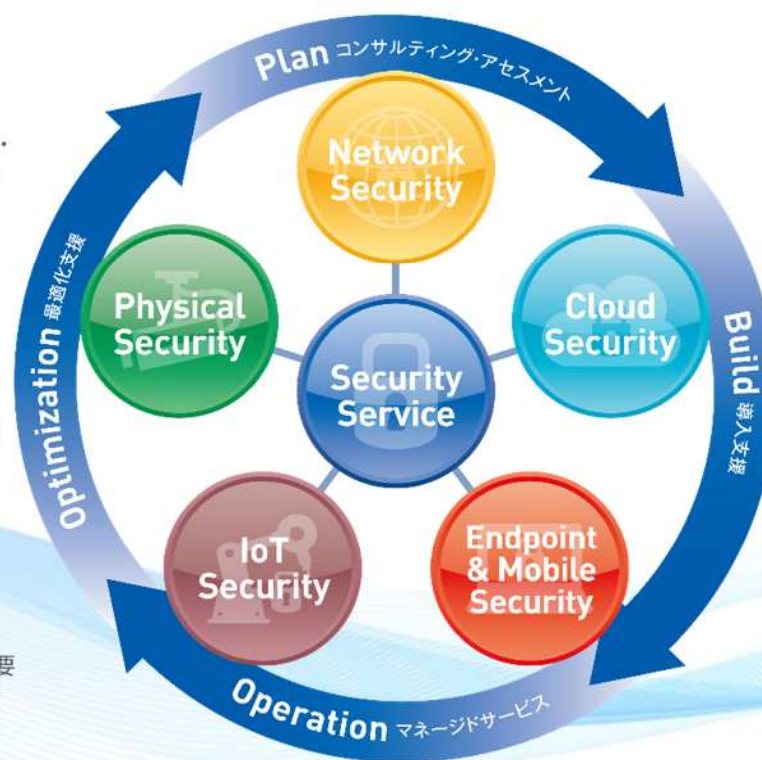 Plan コンサルティング・アセスメント
Network
Security
Physical
Security
Cloud
Security
Security
Service
Optimization 最適化支援
Build 導入支援
IoT
Security
Endpoint
& Mobile
Security
Operation マネージドサービス